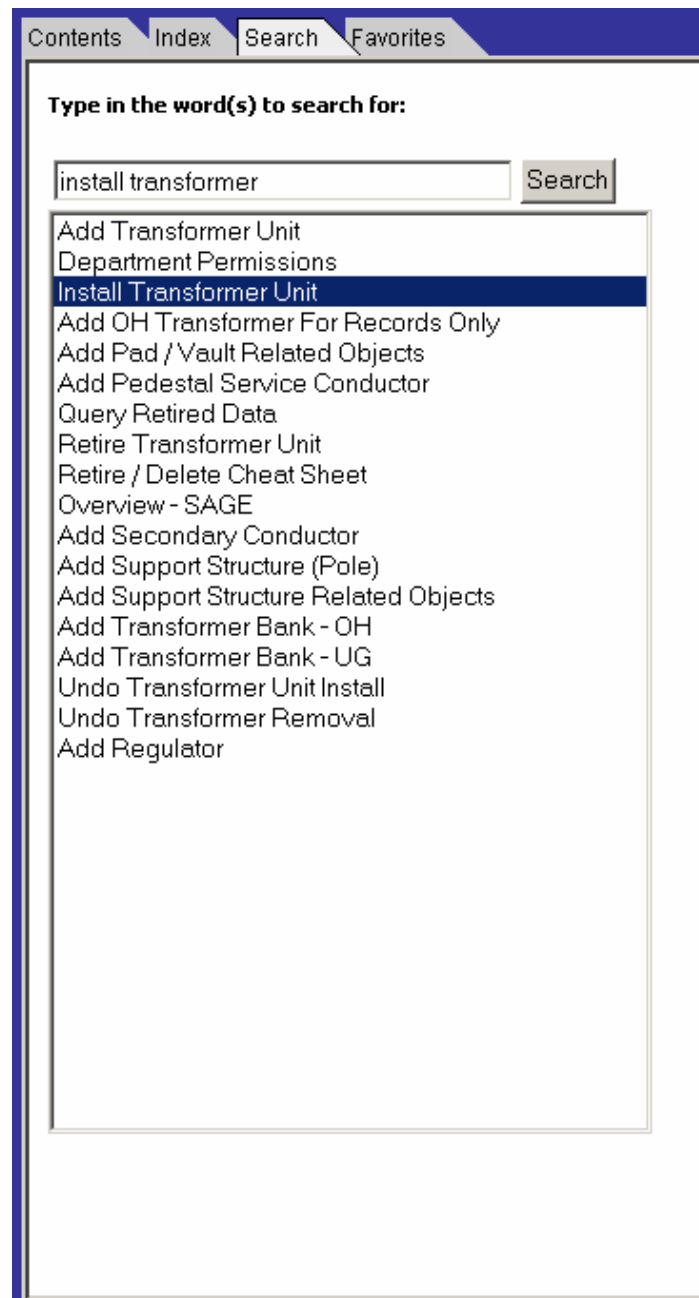 Contents Index Search Favorites
Type in the word(s) to search for:
install transformer Search
Add Transformer Unit
Department Permissions
Install Transformer Unit
Add OH Transformer For Records Only
Add Pad / Vault Related Objects
Add Pedestal Service Conductor
Query Retired Data
Retire Transformer Unit
Retire / Delete Cheat Sheet
Overview - SAGE
Add Secondary Conductor
Add Support Structure (Pole)
Add Support Structure Related Objects
Add Transformer Bank - OH
Add Transformer Bank - UG
Undo Transformer Unit Install
Undo Transformer Removal
Add Regulator